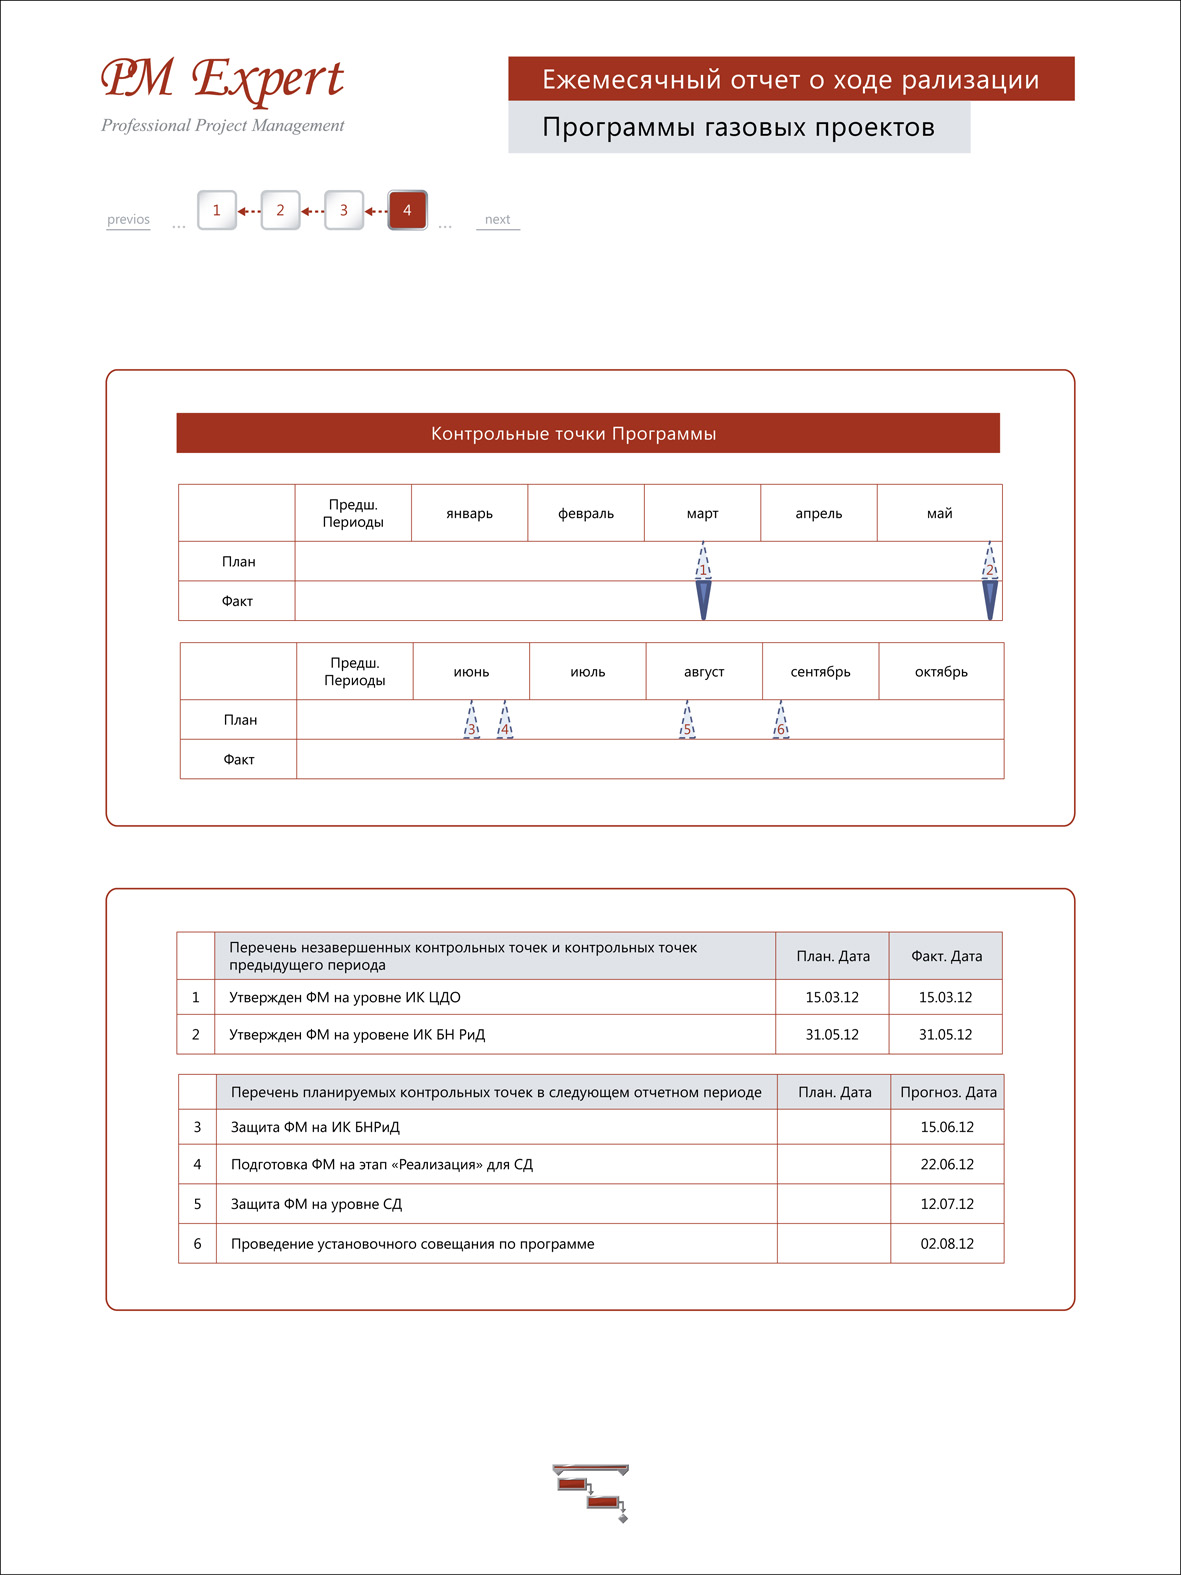 PM Expert
Professional Project Management
Ежемесячный отчет о ходе рализации
Программы газовых проектов
previos ... 1 2 3 4 ... next
Контрольные точки Программы
Предш. Периоды январь февраль март апрель май
План 1 2
Факт
Предш. Периоды июнь июль август сентябрь октябрь
План 3 4 5 6
Факт
Перечень незавершенных контрольных точек и контрольных точек
предыдущего периода План. Дата Факт. Дата
1 Утвержден ФМ на уровне ИК ЦДО 15.03.12 15.03.12
2 Утвержден ФМ на уровене ИК БН РиД 31.05.12 31.05.12
Перечень планируемых контрольных точек в следующем отчетном периоде План. Дата Прогноз. Дата
3 Защита ФМ на ИК БНРиД 15.06.12
4 Подготовка ФМ на этап «Реализация» для СД 22.06.12
5 Защита ФМ на уровне СД 12.07.12
6 Проведение установочного совещания по программе 02.08.12